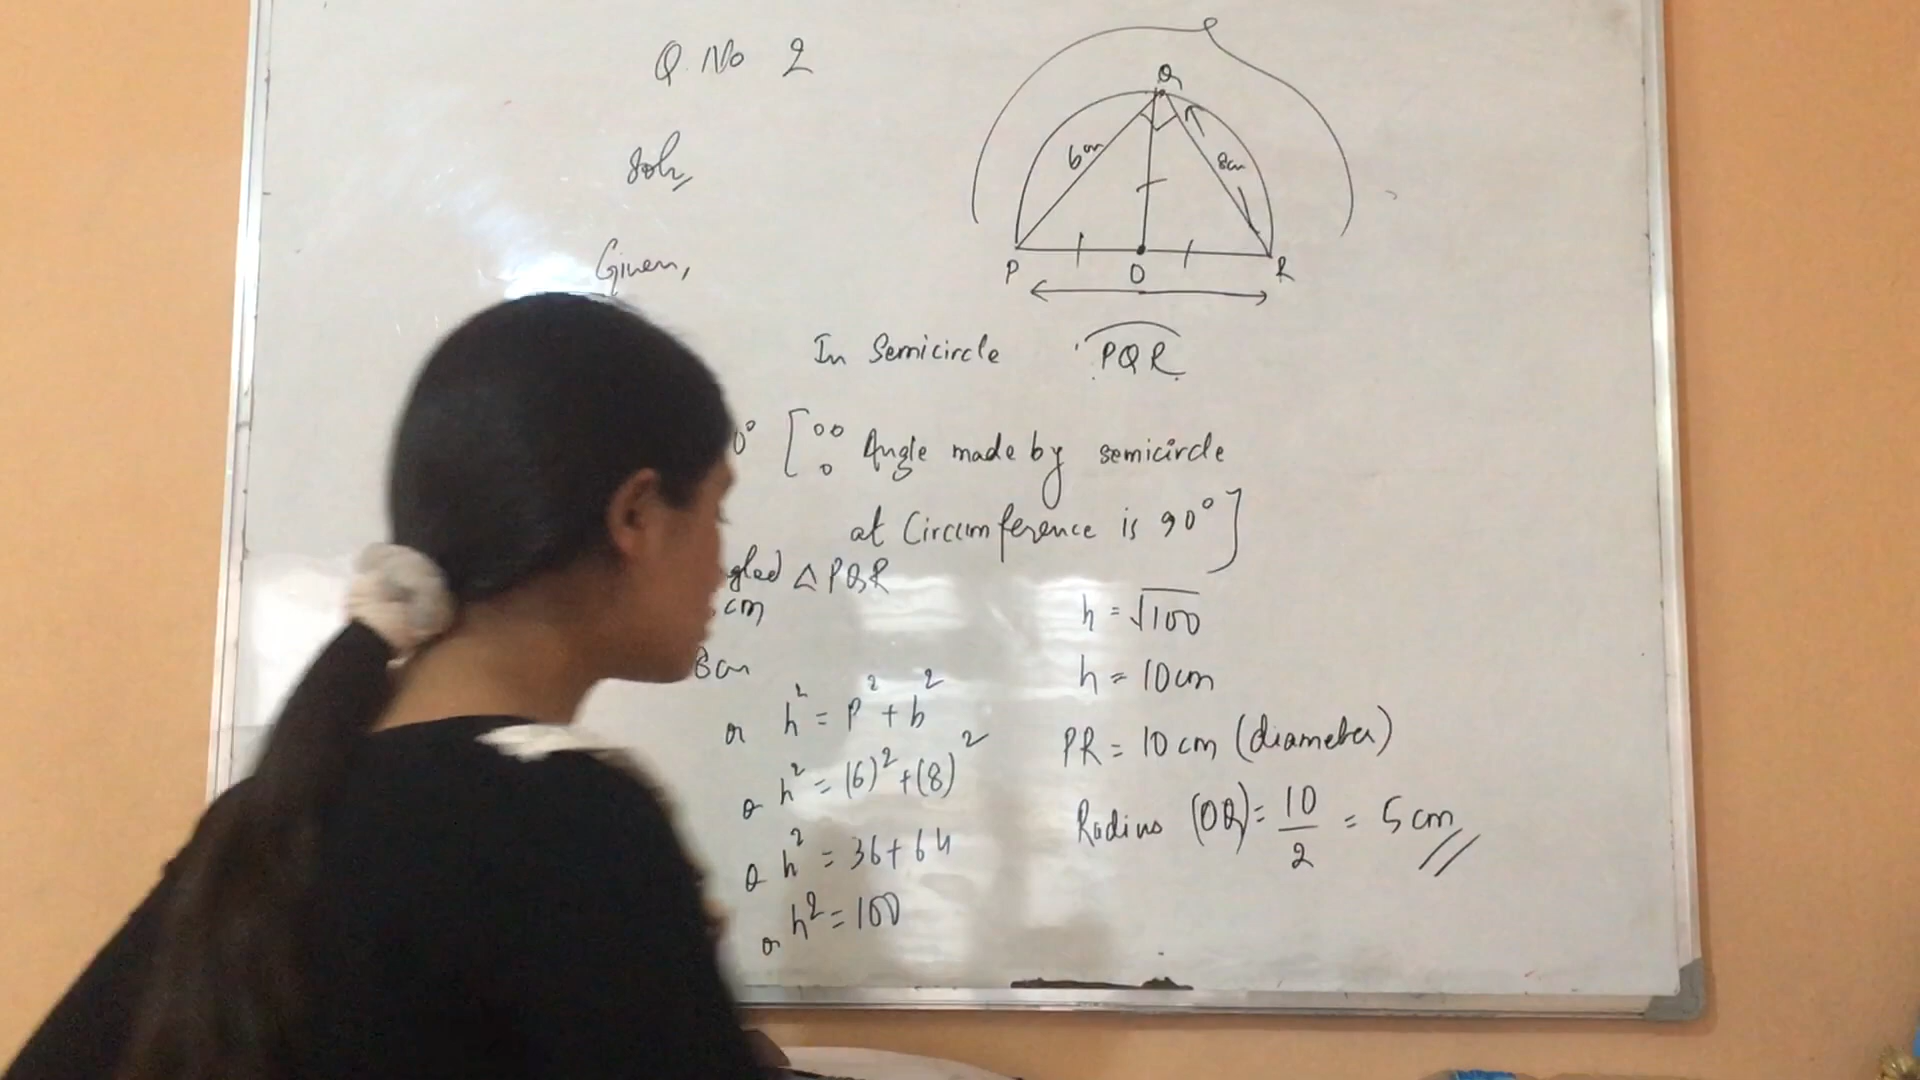 Q. No 2
Soln,
Given,
Q
6cm
8cm
P
O
R
In Semicircle PQR
0° [∵ Angle made by semicircle
at Circumference is 90°]
gled △PQR
cm
8cm
or h² = p² + b²
or h² = (6)² + (8)²
or h² = 36 + 64
or h² = 100
h = √100
h = 10cm
PR = 10 cm (diameter)
Radius (OQ) = 10/2 = 5 cm